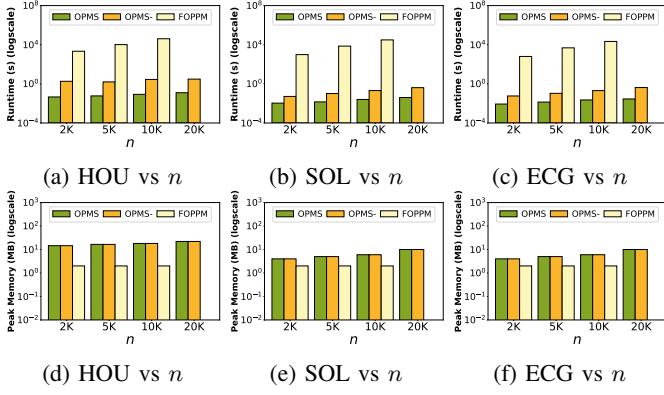 OPMS OPMS- FOPPM
Runtime (s) (logscale)
10^8
10^4
10^0
10^-4
2K 5K 10K 20K
n
(a) HOU vs n
OPMS OPMS- FOPPM
Runtime (s) (logscale)
10^8
10^4
10^0
10^-4
2K 5K 10K 20K
n
(b) SOL vs n
OPMS OPMS- FOPPM
Runtime (s) (logscale)
10^8
10^4
10^0
10^-4
2K 5K 10K 20K
n
(c) ECG vs n
OPMS OPMS- FOPPM
Peak Memory (MB) (logscale)
10^3
10^2
10^1
10^0
10^-1
10^-2
2K 5K 10K 20K
n
(d) HOU vs n
OPMS OPMS- FOPPM
Peak Memory (MB) (logscale)
10^3
10^2
10^1
10^0
10^-1
10^-2
2K 5K 10K 20K
n
(e) SOL vs n
OPMS OPMS- FOPPM
Peak Memory (MB) (logscale)
10^3
10^2
10^1
10^0
10^-1
10^-2
2K 5K 10K 20K
n
(f) ECG vs n